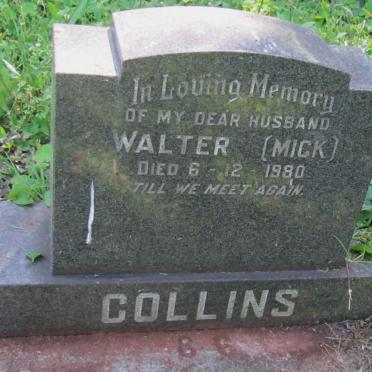 In Loving Memory
OF MY DEAR HUSBAND
WALTER (MICK)
DIED 6 · 12 · 1980
TILL WE MEET AGAIN.
COLLINS